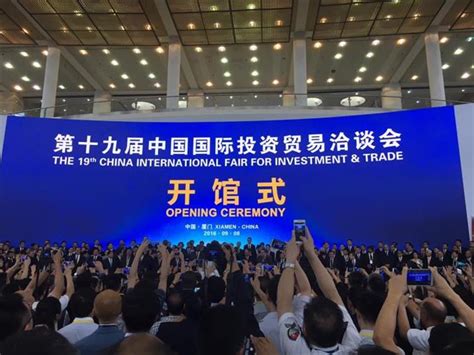 第十九届中国国际投资贸易洽谈会
THE 19th CHINA INTERNATIONAL FAIR FOR INVESTMENT & TRADE
开馆式
OPENING CEREMONY
中国·厦门 XIAMEN·CHINA
2016·09·08